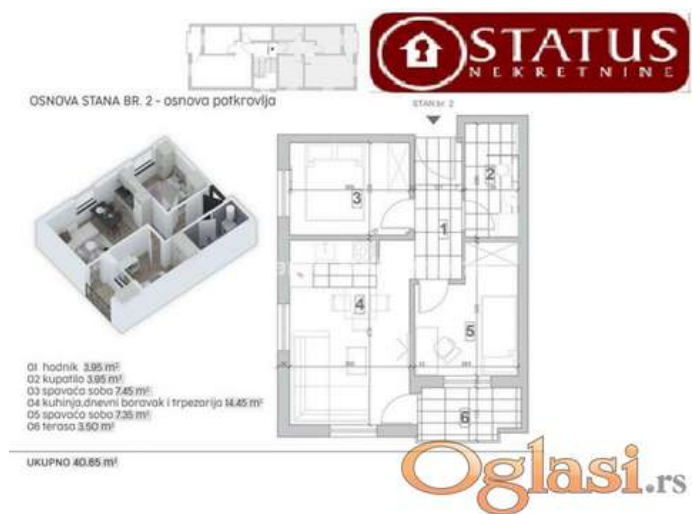 STATUS
NEKRETNINE
OSNOVA STANA BR. 2 - osnova potkrovlja
STAN br. 2
3
2
1
4
5
6
01 hodnik 3.95 m²
02 kupatilo 3.95 m²
03 spavaća soba 7.45 m²
04 kuhinja,dnevni boravak i trpezarija 14.45 m²
05 spavaća soba 7.35 m²
06 terasa 3.50 m²
UKUPNO 40.65 m²
Oglasi.rs